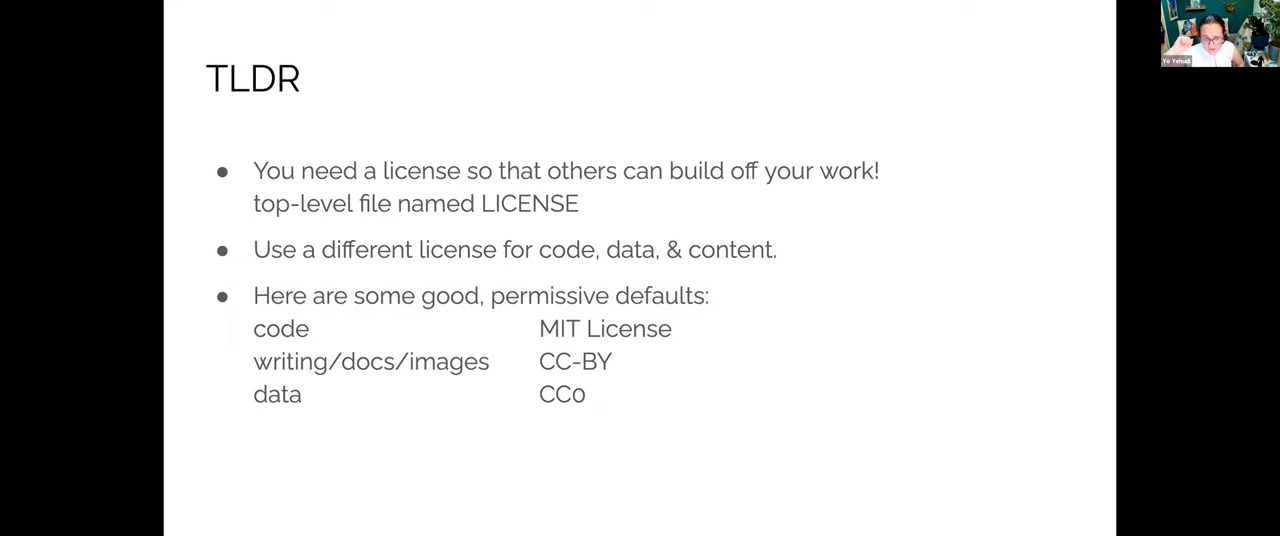 TLDR
● You need a license so that others can build off your work!
top-level file named LICENSE
● Use a different license for code, data, & content.
● Here are some good, permissive defaults:
code MIT License
writing/docs/images CC-BY
data CC0
Yo Yehudi